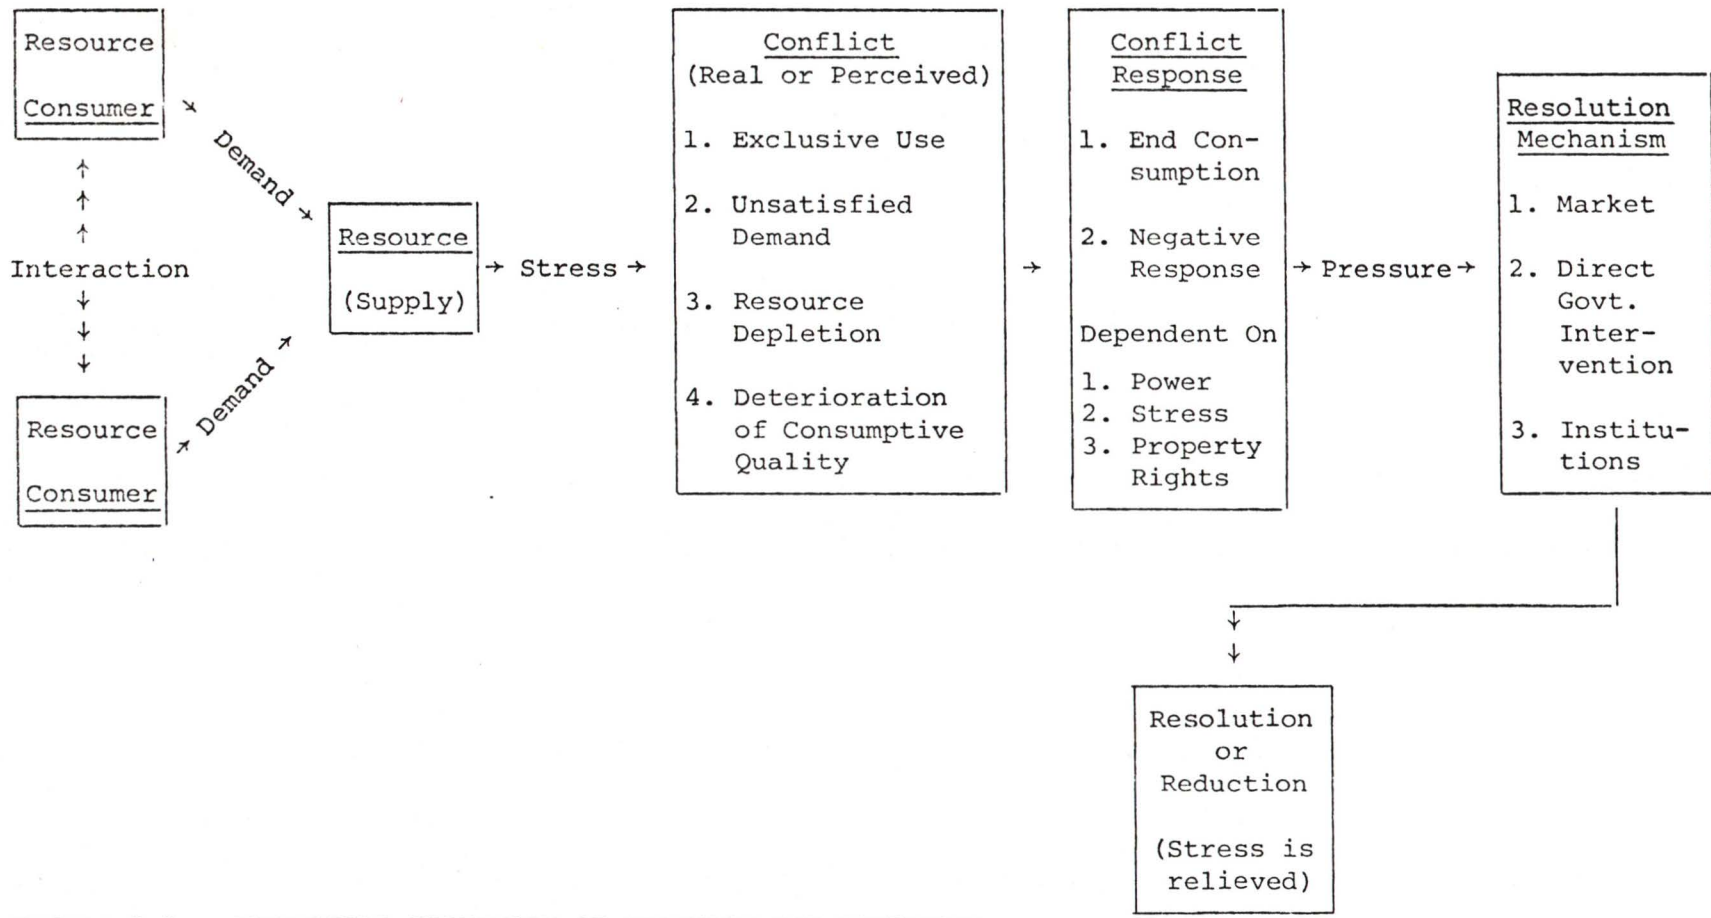 Resource
Consumer
Demand
Interaction
Resource
Consumer
Demand
Resource
(Supply)
Stress
Conflict
(Real or Perceived)
1. Exclusive Use
2. Unsatisfied
Demand
3. Resource
Depletion
4. Deterioration
of Consumptive
Quality
Conflict
Response
1. End Con-
sumption
2. Negative
Response
Dependent On
1. Power
2. Stress
3. Property
Rights
Pressure
Resolution
Mechanism
1. Market
2. Direct
Govt.
Inter-
vention
3. Institu-
tions
Resolution
or
Reduction
(Stress is
relieved)